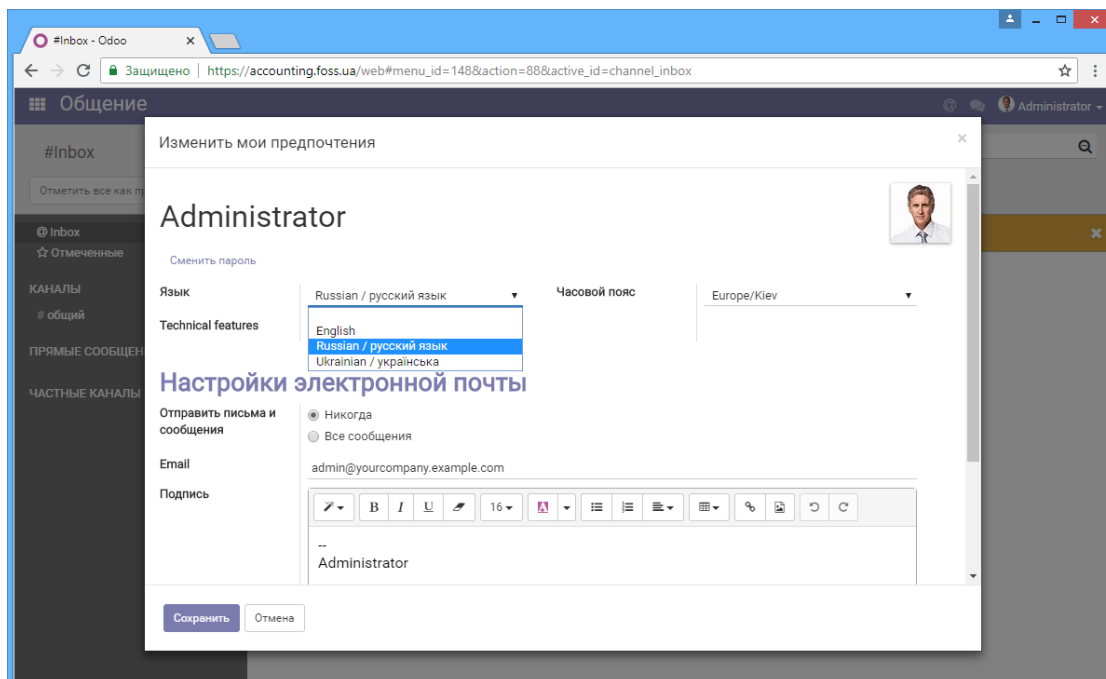 #Inbox - Odoo
Защищено | https://accounting.foss.ua/web#menu_id=148&action=88&active_id=channel_inbox
Общение
Administrator
#Inbox
Отметить все как
Изменить мои предпочтения
@ Inbox
Отмеченные
КАНАЛЫ
# общий
ПРЯМЫЕ СООБЩЕН
ЧАСТНЫЕ КАНАЛЫ
Administrator
Сменить пароль
Язык
Russian / русский язык
Часовой пояс
Europe/Kiev
Technical features
English
Russian / русский язык
Ukrainian / українська
Настройки электронной почты
Отправить письма и
сообщения
Никогда
Все сообщения
Email
admin@yourcompany.example.com
Подпись
B I U 16 A
--
Administrator
Сохранить
Отмена